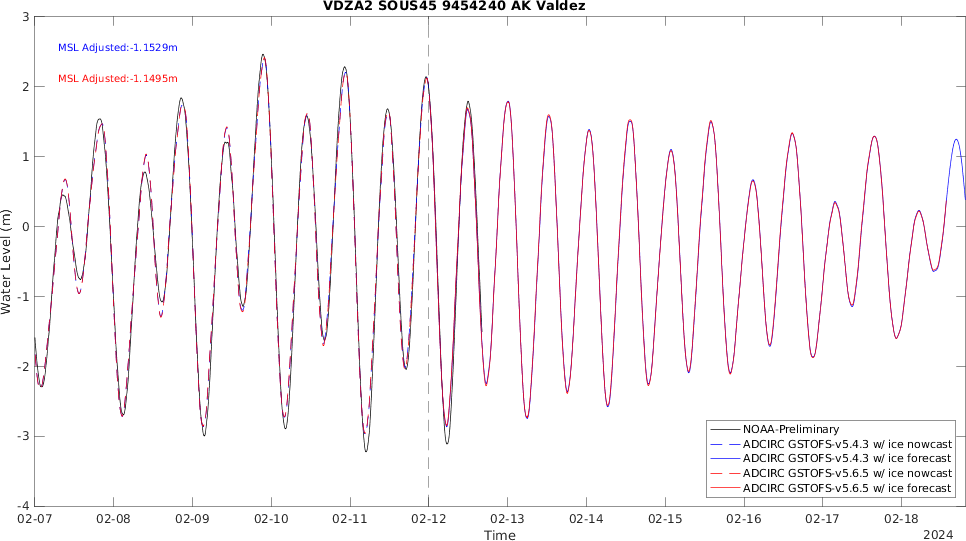 VDZA2 SOUS45 9454240 AK Valdez
3
MSL Adjusted:-1.1529m
MSL Adjusted:-1.1495m
2
1
0
-1
-2
-3
-4
Water Level (m)
NOAA-Preliminary
ADCIRC GSTOFS-v5.4.3 w/ ice nowcast
ADCIRC GSTOFS-v5.4.3 w/ ice forecast
ADCIRC GSTOFS-v5.6.5 w/ ice nowcast
ADCIRC GSTOFS-v5.6.5 w/ ice forecast
02-07 02-08 02-09 02-10 02-11 02-12 02-13 02-14 02-15 02-16 02-17 02-18
Time
2024